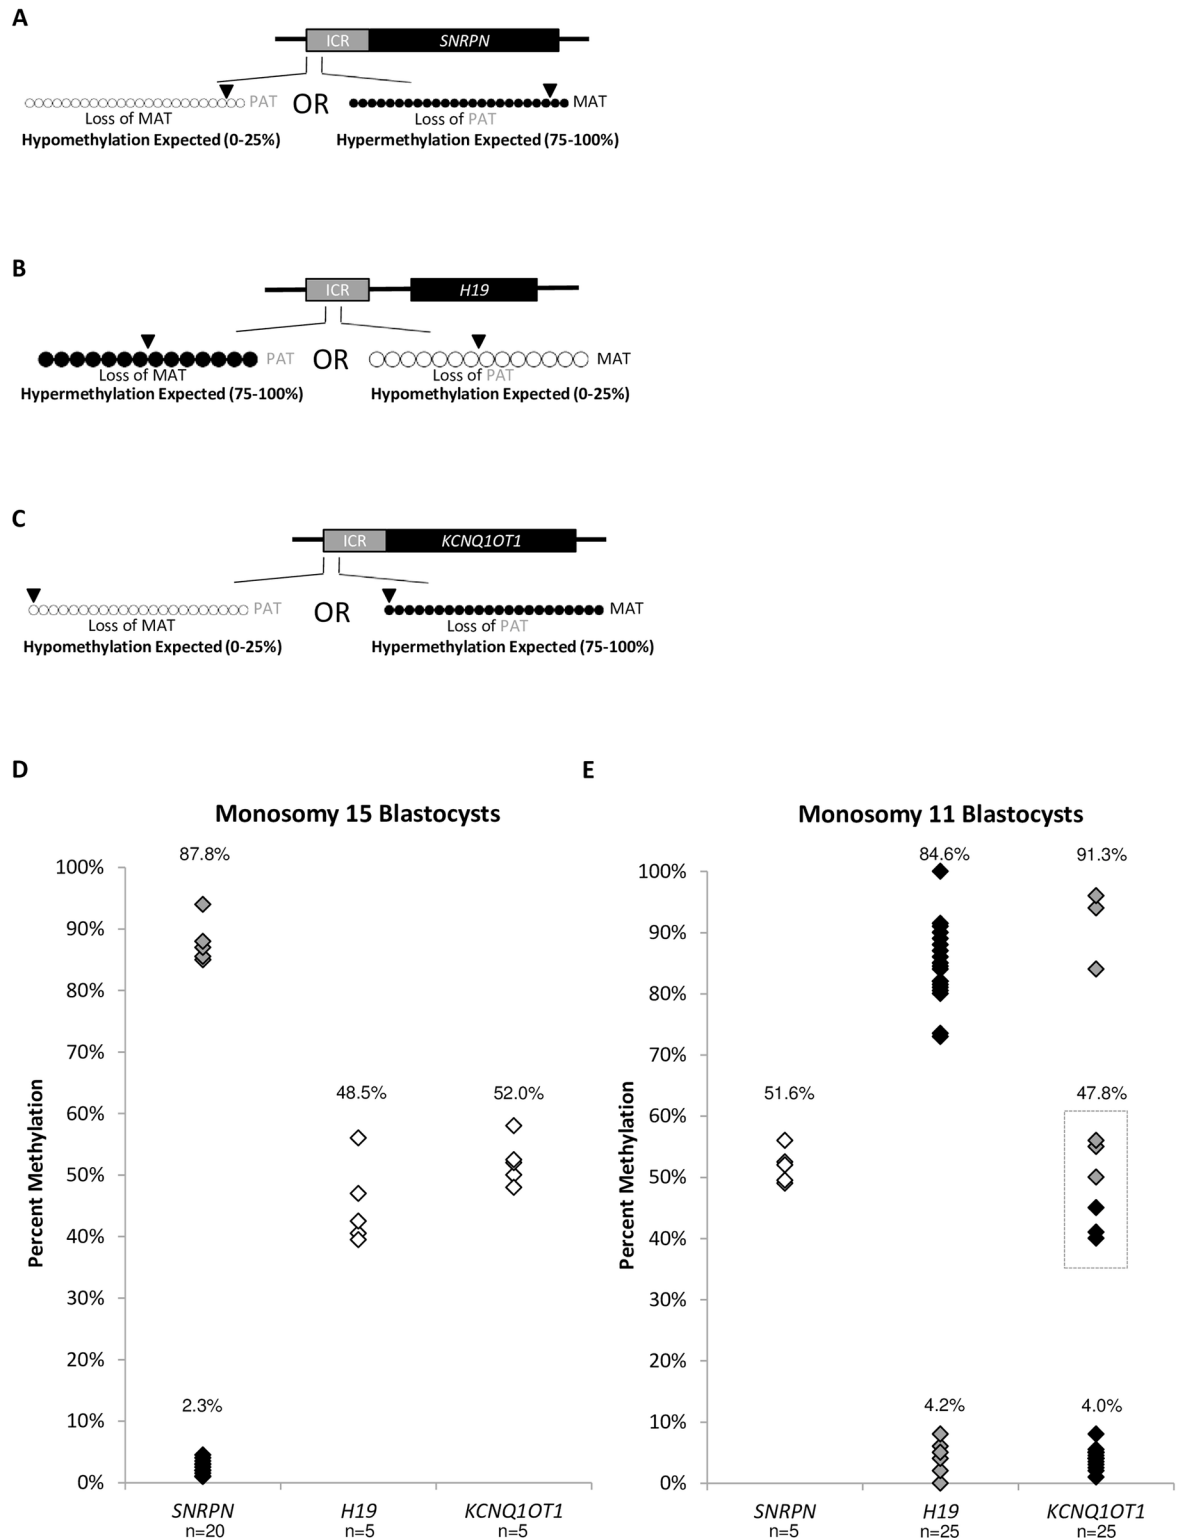 A
ICR SNRPN
PAT OR MAT
Loss of MAT Loss of PAT
Hypomethylation Expected (0-25%) Hypermethylation Expected (75-100%)
B
ICR H19
PAT OR MAT
Loss of MAT Loss of PAT
Hypermethylation Expected (75-100%) Hypomethylation Expected (0-25%)
C
ICR KCNQ1OT1
PAT OR MAT
Loss of MAT Loss of PAT
Hypomethylation Expected (0-25%) Hypermethylation Expected (75-100%)
D
Monosomy 15 Blastocysts
87.8%
100%
90%
80%
70%
48.5% 52.0%
60%
50%
40%
30%
20%
2.3%
10%
0%
Percent Methylation
SNRPN H19 KCNQ1OT1
n=20 n=5 n=5
E
Monosomy 11 Blastocysts
84.6% 91.3%
100%
90%
80%
70%
51.6% 47.8%
60%
50%
40%
30%
20%
4.2% 4.0%
10%
0%
Percent Methylation
SNRPN H19 KCNQ1OT1
n=5 n=25 n=25